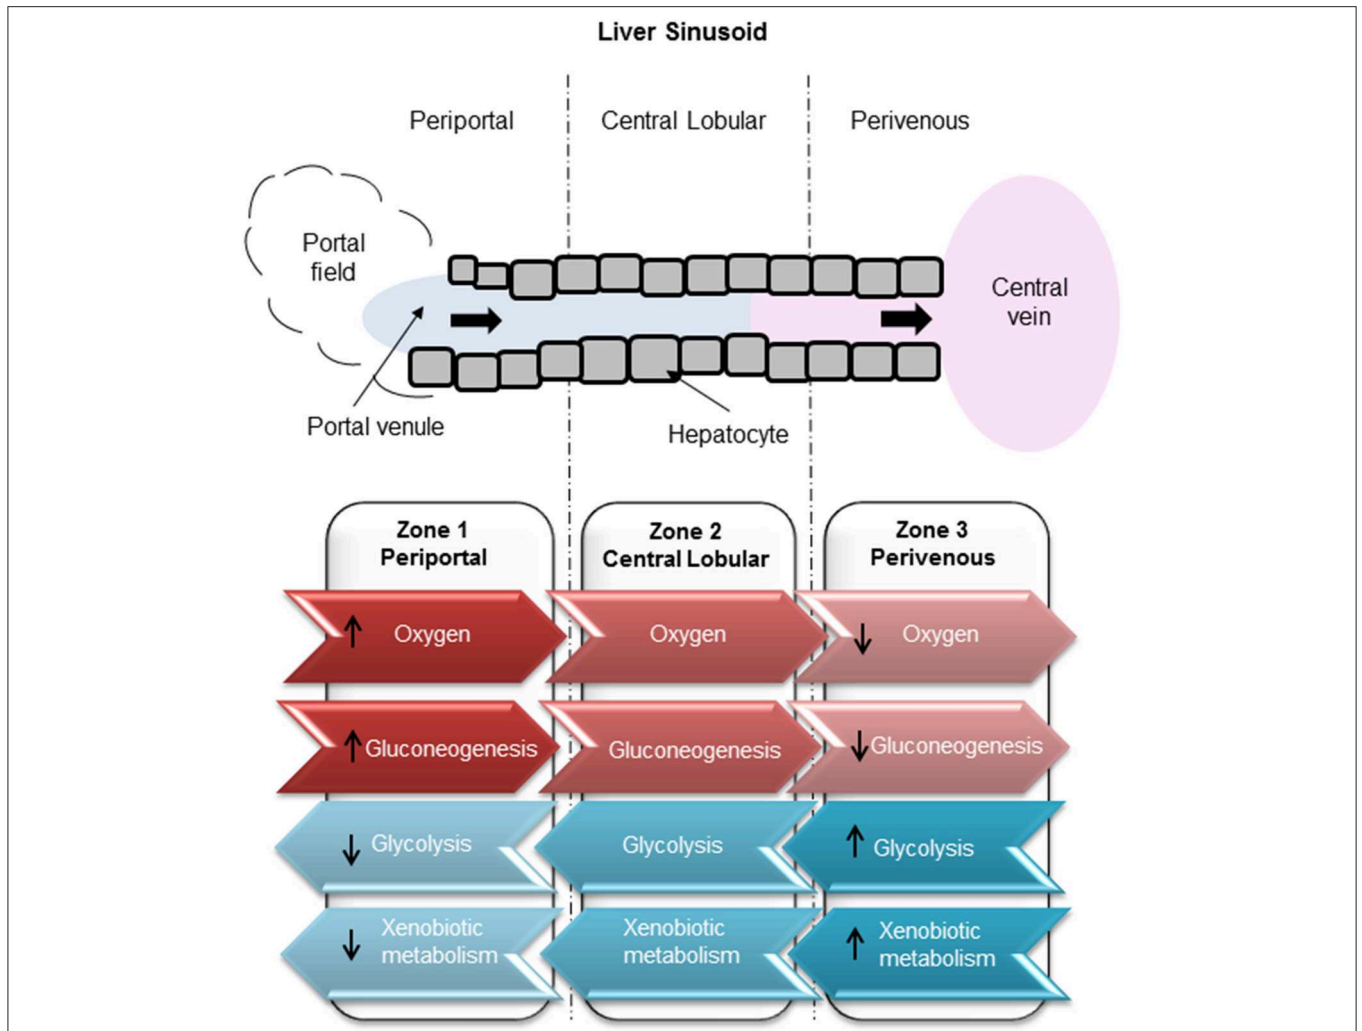 Liver Sinusoid
Periportal
Central Lobular
Perivenous
Portal
field
Central
vein
Portal venule
Hepatocyte
Zone 1
Periportal
Zone 2
Central Lobular
Zone 3
Perivenous
↑ Oxygen
Oxygen
↓ Oxygen
↑ Gluconeogenesis
Gluconeogenesis
↓ Gluconeogenesis
↓ Glycolysis
Glycolysis
↑ Glycolysis
↓ Xenobiotic
metabolism
Xenobiotic
metabolism
↑ Xenobiotic
metabolism